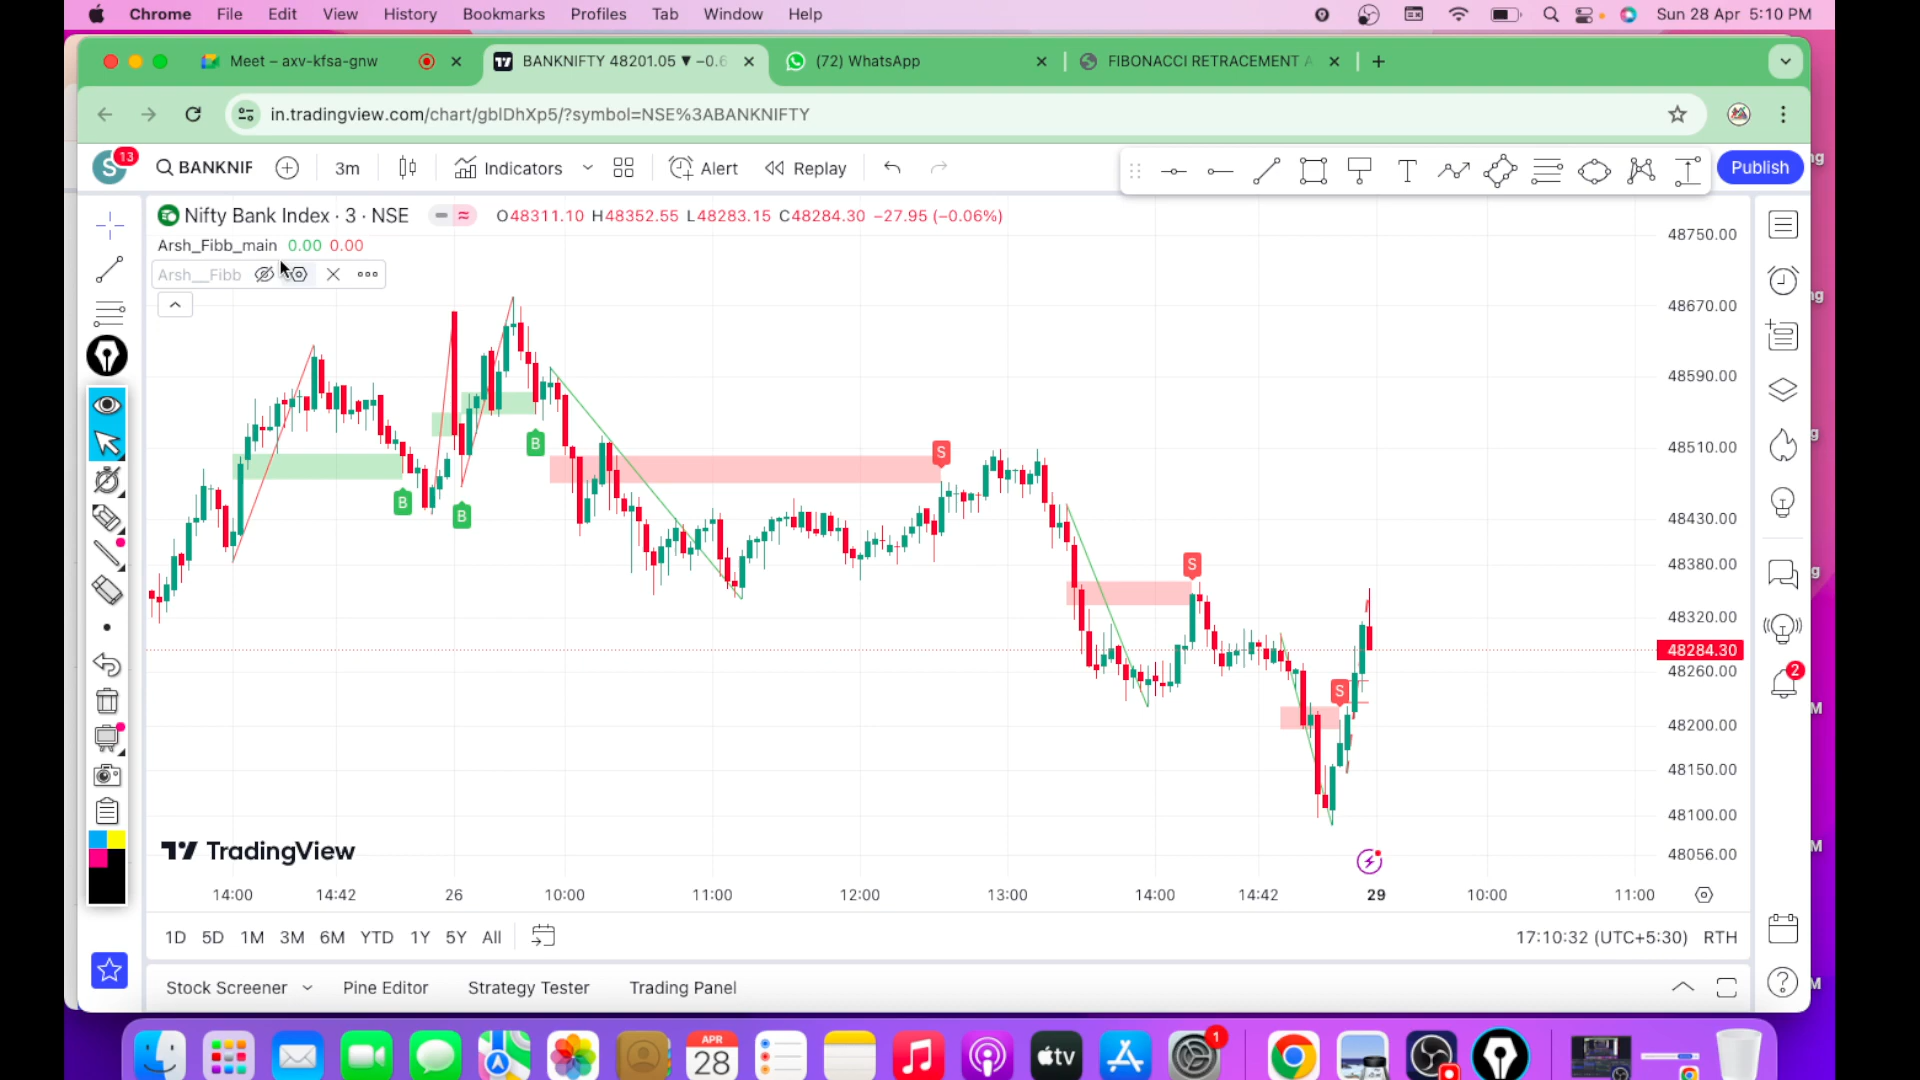 Chrome File Edit View History Bookmarks Profiles Tab Window Help Sun 28 Apr 5:10 PM
Meet – axv-kfsa-gnw BANKNIFTY 48201.05 ▼ −0.6 (72) WhatsApp FIBONACCI RETRACEMENT
in.tradingview.com/chart/gblDhXp5/?symbol=NSE%3ABANKNIFTY
S 13 BANKNIF 3m Indicators Alert Replay T Publish
Nifty Bank Index · 3 · NSE O48311.10 H48352.55 L48283.15 C48284.30 −27.95 (−0.06%)
Arsh_Fibb_main 0.00 0.00
Arsh__Fibb
48750.00
48670.00
48590.00
48510.00
48430.00
48380.00
48320.00
48284.30
48260.00
48200.00
48150.00
48100.00
48056.00
B
B
B
S
S
S
2
TradingView
14:00 14:42 26 10:00 11:00 12:00 13:00 14:00 14:42 29 10:00 11:00
1D 5D 1M 3M 6M YTD 1Y 5Y All 17:10:32 (UTC+5:30) RTH
Stock Screener Pine Editor Strategy Tester Trading Panel
APR
28
tv
1